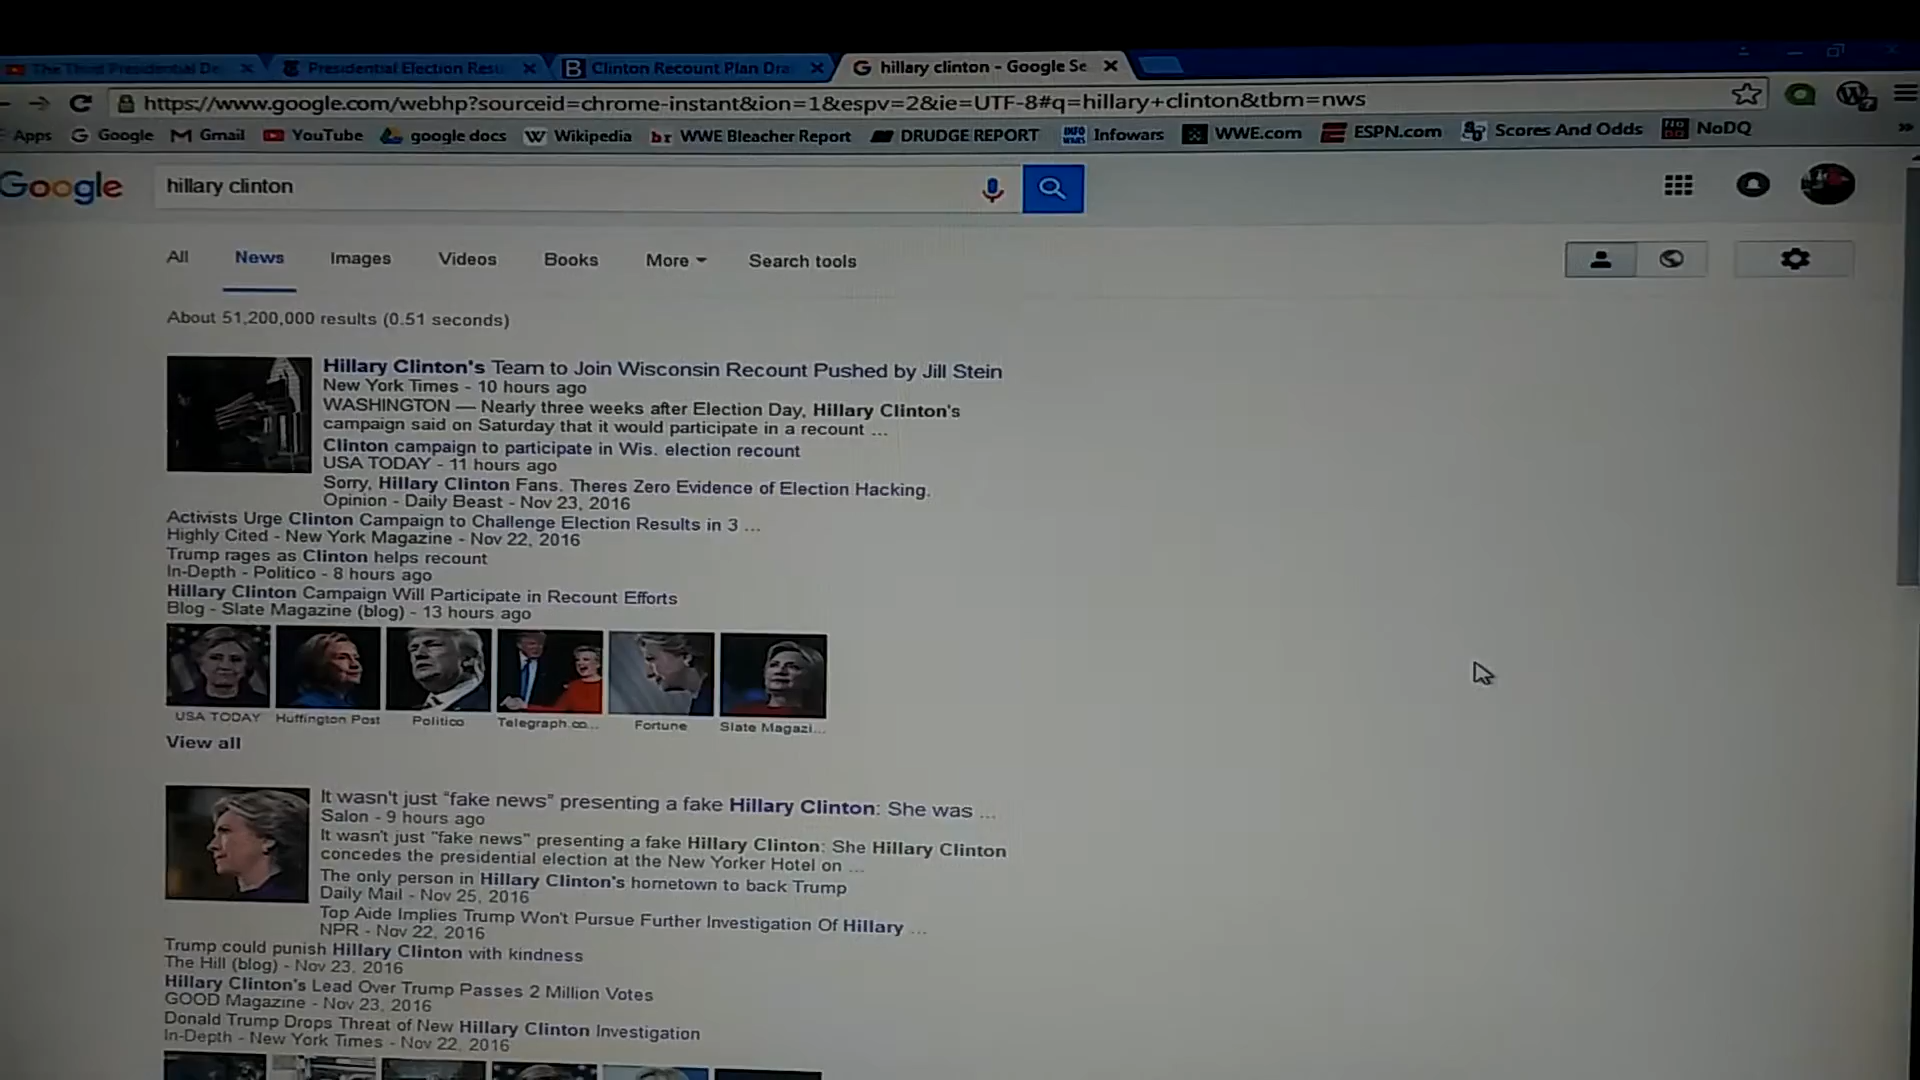 The Third Presidential De
Presidential Election Resu
Clinton Recount Plan Dra
hillary clinton - Google Se
https://www.google.com/webhp?sourceid=chrome-instant&ion=1&espv=2&ie=UTF-8#q=hillary+clinton&tbm=nws
Apps Google Gmail YouTube google docs Wikipedia br WWE Bleacher Report DRUDGE REPORT INFO WARS Infowars WWE.com ESPN.com Scores And Odds NoDQ
Google hillary clinton
All News Images Videos Books More Search tools
About 51,200,000 results (0.51 seconds)
Hillary Clinton's Team to Join Wisconsin Recount Pushed by Jill Stein
New York Times - 10 hours ago
WASHINGTON — Nearly three weeks after Election Day, Hillary Clinton's
campaign said on Saturday that it would participate in a recount ...
Clinton campaign to participate in Wis. election recount
USA TODAY - 11 hours ago
Sorry, Hillary Clinton Fans. Theres Zero Evidence of Election Hacking.
Opinion - Daily Beast - Nov 23, 2016
Activists Urge Clinton Campaign to Challenge Election Results in 3 ...
Highly Cited - New York Magazine - Nov 22, 2016
Trump rages as Clinton helps recount
In-Depth - Politico - 8 hours ago
Hillary Clinton Campaign Will Participate in Recount Efforts
Blog - Slate Magazine (blog) - 13 hours ago
USA TODAY Huffington Post Politico Telegraph.co... Fortune Slate Magazi...
View all
It wasn't just "fake news" presenting a fake Hillary Clinton: She was ...
Salon - 9 hours ago
It wasn't just "fake news" presenting a fake Hillary Clinton: She Hillary Clinton
concedes the presidential election at the New Yorker Hotel on ...
The only person in Hillary Clinton's hometown to back Trump
Daily Mail - Nov 25, 2016
Top Aide Implies Trump Won't Pursue Further Investigation Of Hillary ...
NPR - Nov 22, 2016
Trump could punish Hillary Clinton with kindness
The Hill (blog) - Nov 23, 2016
Hillary Clinton's Lead Over Trump Passes 2 Million Votes
GOOD Magazine - Nov 23, 2016
Donald Trump Drops Threat of New Hillary Clinton Investigation
In-Depth - New York Times - Nov 22, 2016